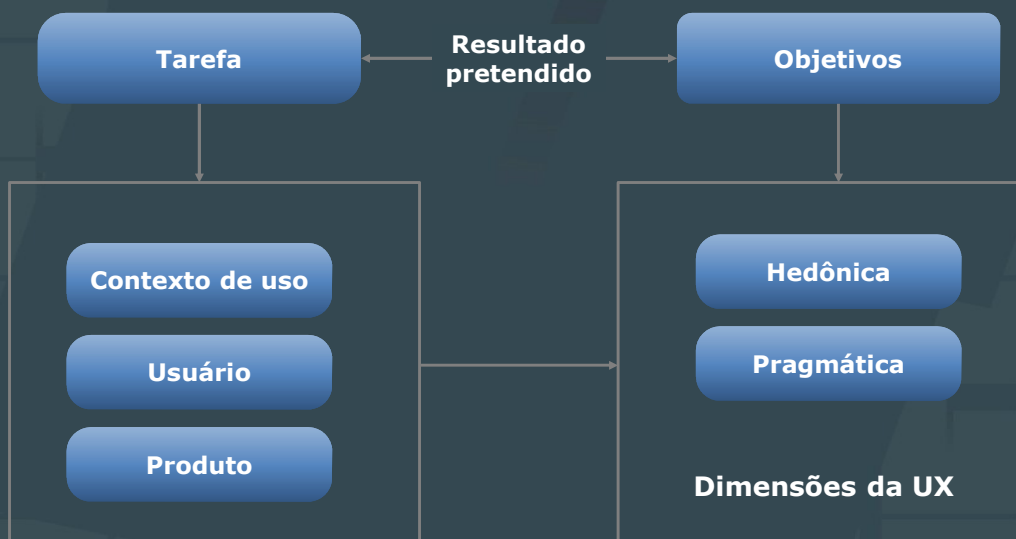 Tarefa
Resultado
pretendido
Objetivos
Contexto de uso
Usuário
Produto
Hedônica
Pragmática
Dimensões da UX